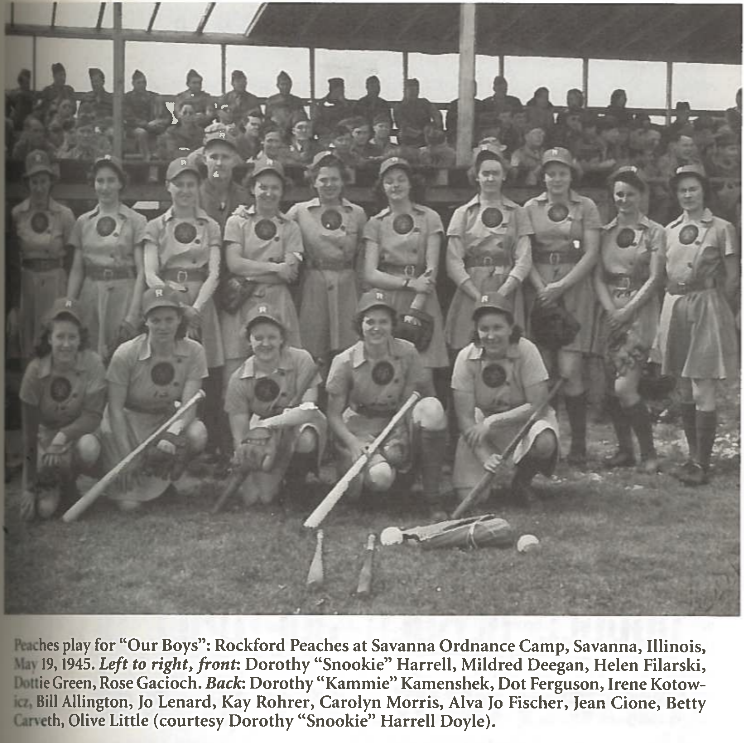 Peaches play for “Our Boys”: Rockford Peaches at Savanna Ordnance Camp, Savanna, Illinois,
May 19, 1945. Left to right, front: Dorothy “Snookie” Harrell, Mildred Deegan, Helen Filarski,
Dottie Green, Rose Gacioch. Back: Dorothy “Kammie” Kamenshek, Dot Ferguson, Irene Kotow-
icz, Bill Allington, Jo Lenard, Kay Rohrer, Carolyn Morris, Alva Jo Fischer, Jean Cione, Betty
Carveth, Olive Little (courtesy Dorothy “Snookie” Harrell Doyle).